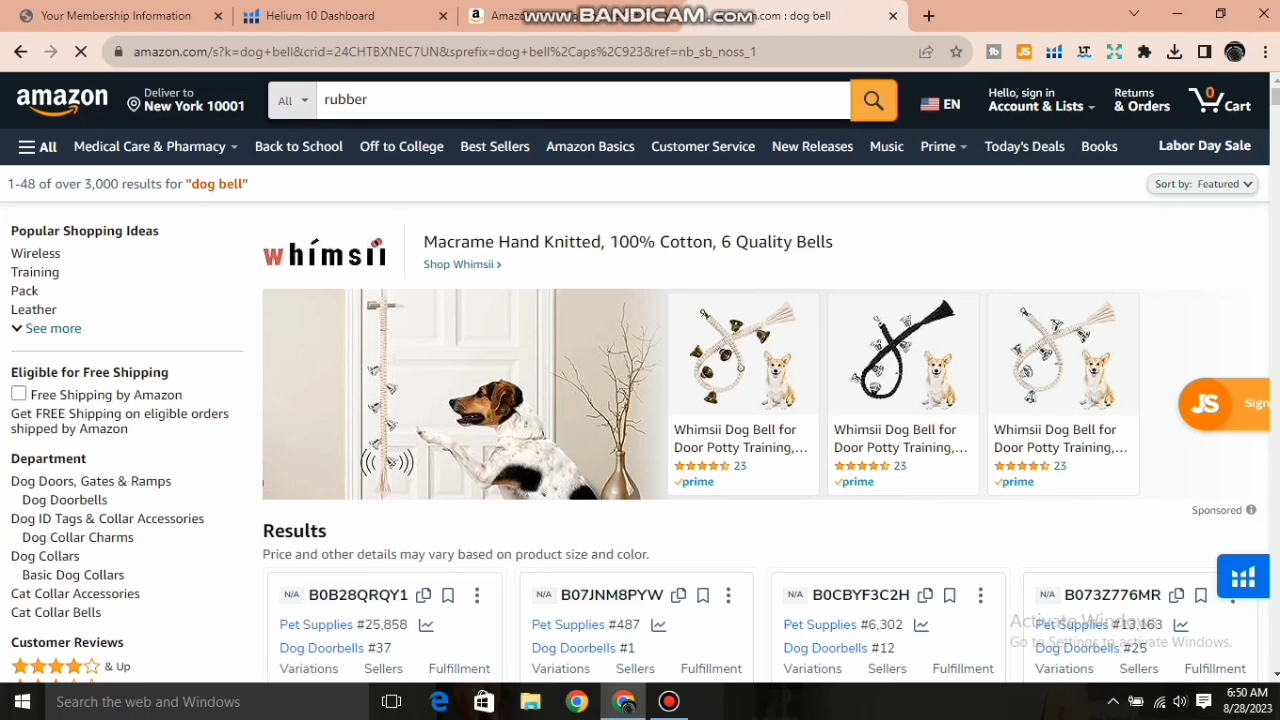 Your Membership Information
Helium 10 Dashboard
Amaz
www.BANDICAM.com
.com : dog bell
amazon.com/s?k=dog+bell&crid=24CHTBXNEC7UN&sprefix=dog+bell%2Caps%2C923&ref=nb_sb_noss_1
amazon
Deliver to
New York 10001
All
rubber
EN
Hello, sign in
Account & Lists
Returns
& Orders
0
Cart
All
Medical Care & Pharmacy
Back to School
Off to College
Best Sellers
Amazon Basics
Customer Service
New Releases
Music
Prime
Today's Deals
Books
Labor Day Sale
1-48 of over 3,000 results for "dog bell"
Sort by: Featured
Popular Shopping Ideas
Wireless
Training
Pack
Leather
See more
Eligible for Free Shipping
Free Shipping by Amazon
Get FREE Shipping on eligible orders
shipped by Amazon
Department
Dog Doors, Gates & Ramps
Dog Doorbells
Dog ID Tags & Collar Accessories
Dog Collar Charms
Dog Collars
Basic Dog Collars
Cat Collar Accessories
Cat Collar Bells
Customer Reviews
& Up
whimsii
Macrame Hand Knitted, 100% Cotton, 6 Quality Bells
Shop Whimsii ›
Whimsii Dog Bell for
Door Potty Training,...
23
prime
Whimsii Dog Bell for
Door Potty Training,...
23
prime
Whimsii Dog Bell for
Door Potty Training,...
23
prime
JS
Sign
Sponsored
Results
Price and other details may vary based on product size and color.
N/A
B0B28QRQY1
Pet Supplies #25,858
Dog Doorbells #37
Variations Sellers Fulfillment
N/A
B07JNM8PYW
Pet Supplies #487
Dog Doorbells #1
Variations Sellers Fulfillment
N/A
B0CBYF3C2H
Pet Supplies #6,302
Dog Doorbells #12
Variations Sellers Fulfillment
N/A
B073Z776MR
Pet Supplies #13,163
Dog Doorbells #25
Variations Sellers Fulfillment
Activate Windows
Go to Settings to activate Windows.
Search the web and Windows
6:50 AM
8/28/2023